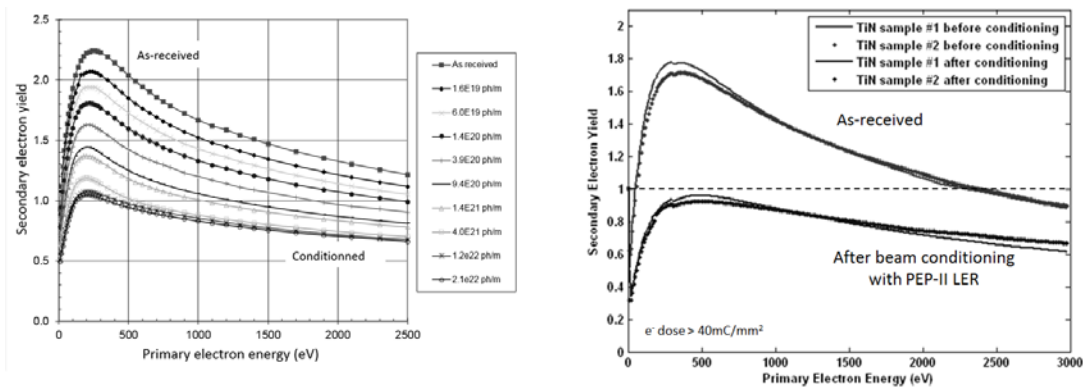 2.5
2.0
1.5
1.0
0.5
0.0
Secondary electron yield
As-received
Conditionned
0
500
1000
1500
2000
2500
Primary electron energy (eV)
As received
1.6E19 ph/m
6.0E19 ph/m
1.4E20 ph/m
3.9E20 ph/m
9.4E20 ph/m
1.4E21 ph/m
4.0E21 ph/m
1.2e22 ph/m
2.1e22 ph/m
2
1.8
1.6
1.4
1.2
1
0.8
0.6
0.4
0.2
0
Secondary Electron Yield
TiN sample #1 before conditioning
TiN sample #2 before conditioning
TiN sample #1 after conditioning
TiN sample #2 after conditioning
As-received
After beam conditioning
with PEP-II LER
e⁻ dose > 40mC/mm²
0
500
1000
1500
2000
2500
3000
Primary Electron Energy (eV)